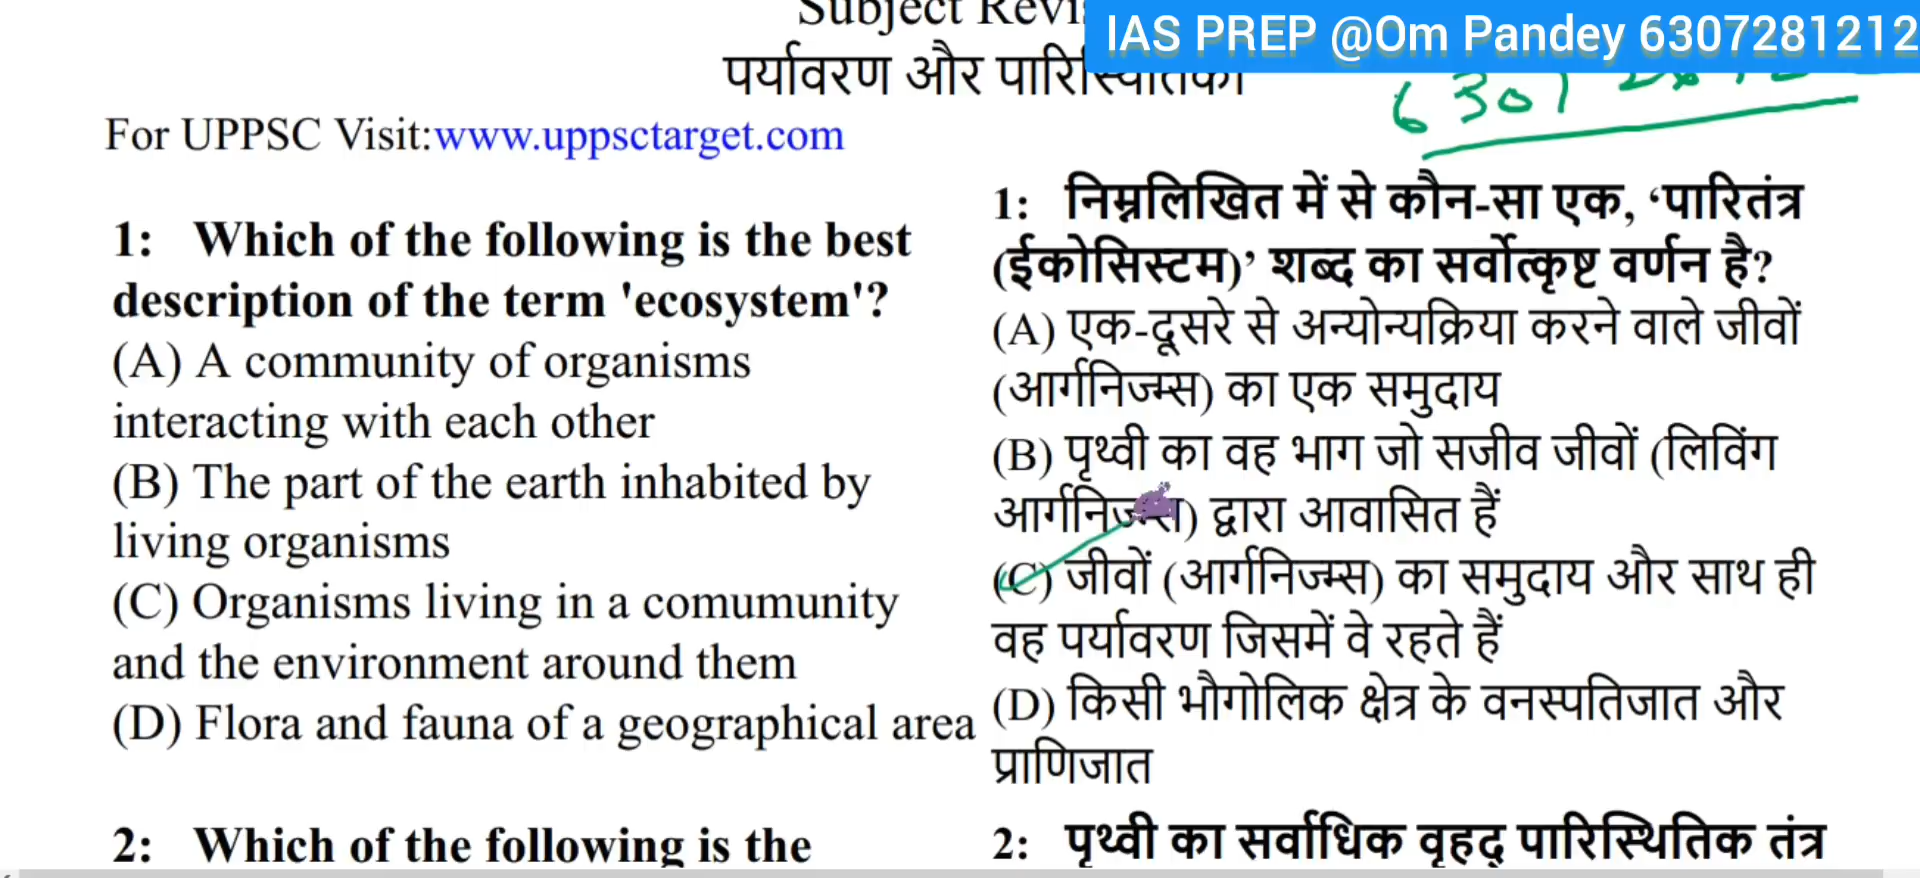 Subject
IAS PREP @Om Pandey 6307281212
पर्यावरण और पारिस्थितिकी
6307
For UPPSC Visit:www.uppsctarget.com
1: Which of the following is the best
description of the term 'ecosystem'?
(A) A community of organisms
interacting with each other
(B) The part of the earth inhabited by
living organisms
(C) Organisms living in a comumunity
and the environment around them
(D) Flora and fauna of a geographical area
2: Which of the following is the
1: निम्नलिखित में से कौन-सा एक, ‘पारितंत्र
(ईकोसिस्टम)’ शब्द का सर्वोत्कृष्ट वर्णन है?
(A) एक-दूसरे से अन्योन्यक्रिया करने वाले जीवों
(आर्गनिज्म्स) का एक समुदाय
(B) पृथ्वी का वह भाग जो सजीव जीवों (लिविंग
आर्गनिज्म्स) द्वारा आवासित हैं
(C) जीवों (आर्गनिज्म्स) का समुदाय और साथ ही
वह पर्यावरण जिसमें वे रहते हैं
(D) किसी भौगोलिक क्षेत्र के वनस्पतिजात और
प्राणिजात
2: पृथ्वी का सर्वाधिक वृहद् पारिस्थितिक तंत्र